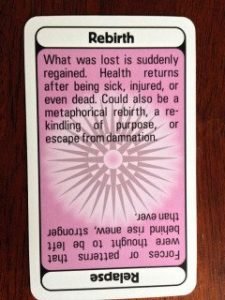 Rebirth
What was lost is suddenly
regained. Health returns
after being sick, injured, or
even dead. Could also be a
metaphorical rebirth, a re-
kindling of purpose, or
escape from damnation.
Relapse
Forces or patterns that
were thought to be left
behind rise anew, stronger
than ever.